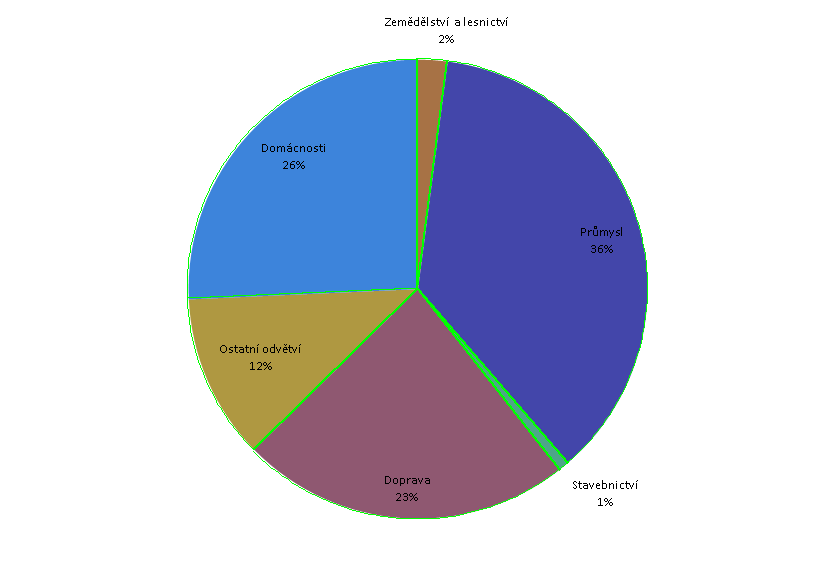 Zemědělství a lesnictví
2%
Domácnosti
26%
Průmysl
36%
Ostatní odvětví
12%
Doprava
23%
Stavebnictví
1%